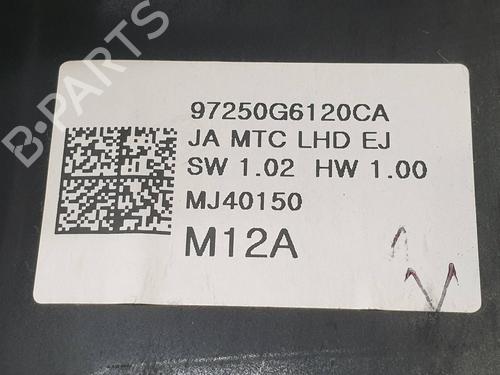 97250G6120CA
JA MTC LHD EJ
SW 1.02 HW 1.00
MJ40150
M12A
B-PARTS